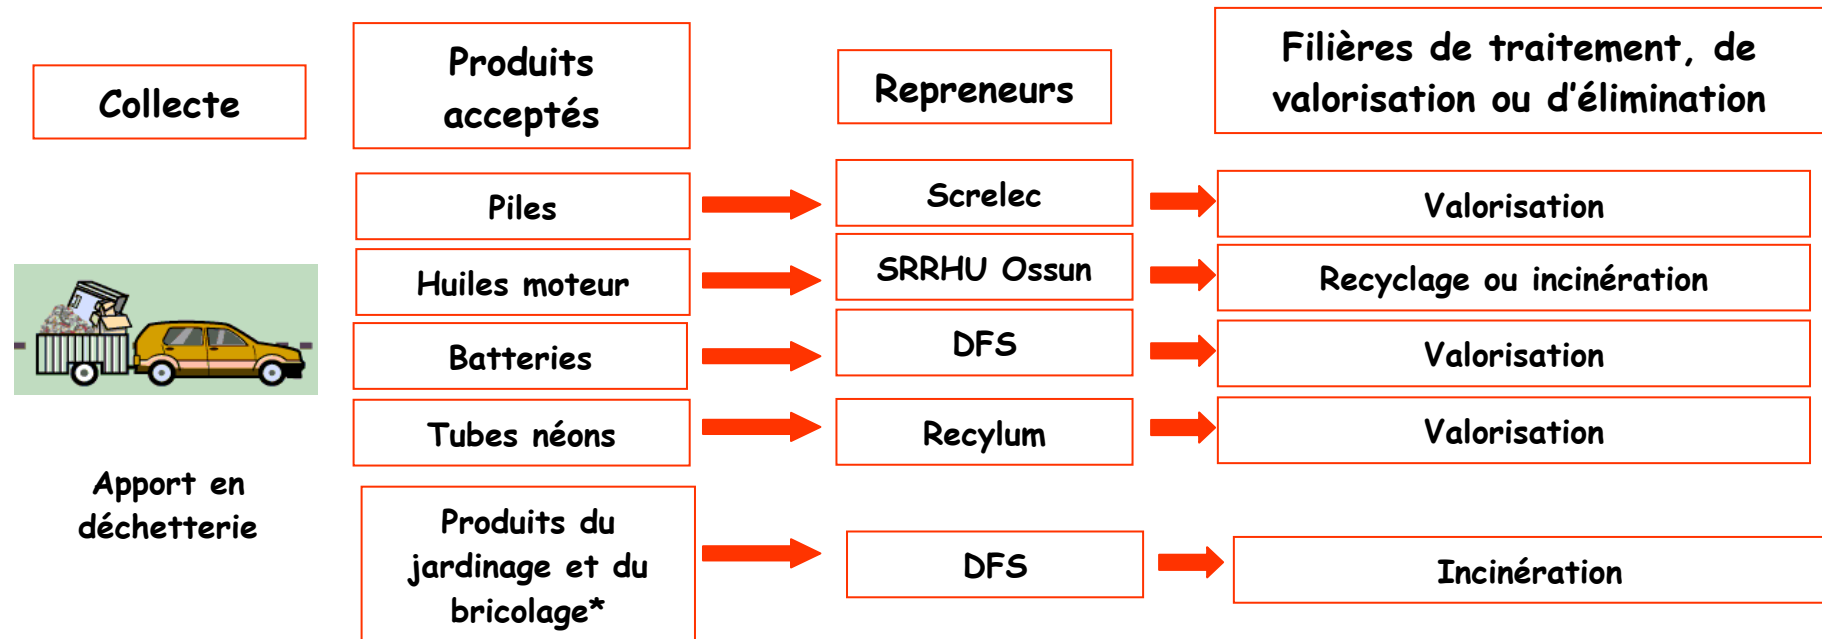 Collecte
Produits
acceptés
Repreneurs
Filières de traitement, de
valorisation ou d'élimination
Piles
Screlec
Valorisation
Huiles moteur
SRRHU Ossun
Recyclage ou incinération
Batteries
DFS
Valorisation
Tubes néons
Recylum
Valorisation
Apport en
déchetterie
Produits du
jardinage et du
bricolage*
DFS
Incinération